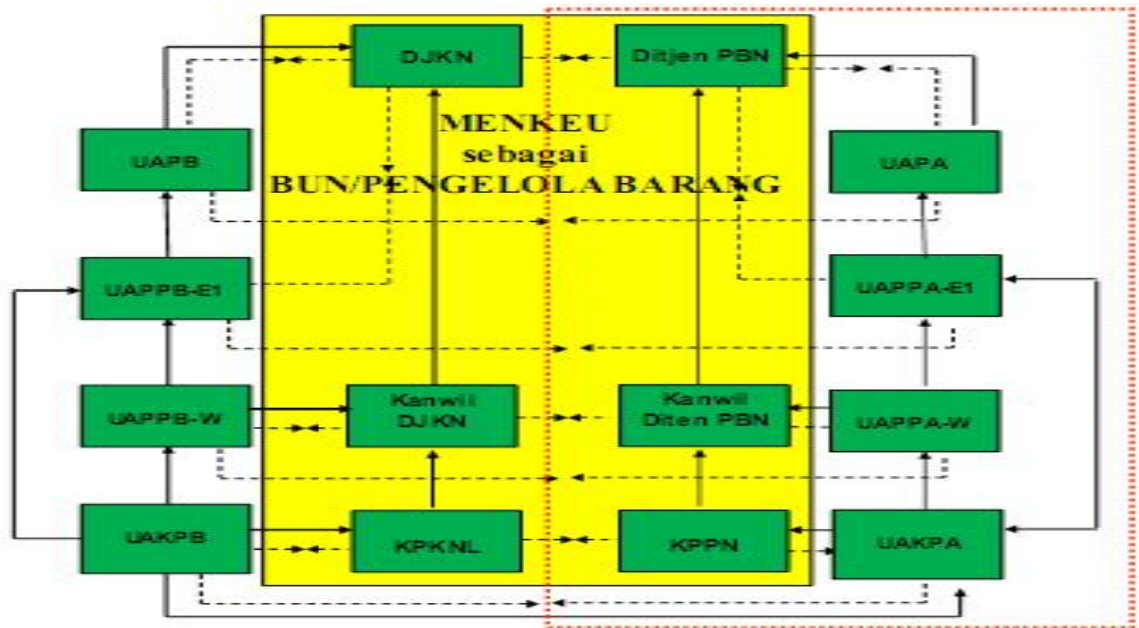 DJKN
Ditjen PBN
MENKEU
sebagai
BUN/PENGELOLA BARANG
UAPB
UAPA
UAPPB-E1
UAPPA-E1
UAPPB-W
Kanwil
DJKN
Kanwil
Diten PBN
UAPPA-W
UAKPB
KPKNL
KPPN
UAKPA